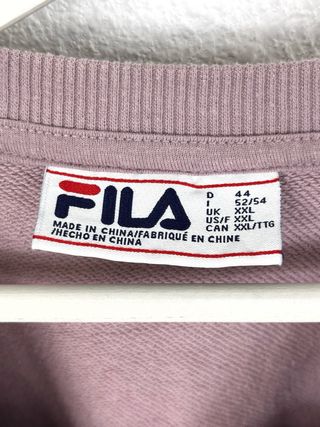 FILA
MADE IN CHINA/FABRIQUÉ EN CHINE
/HECHO EN CHINA
D 44
I 52/54
UK XXL
US/F XXL
CAN XXL/TTG